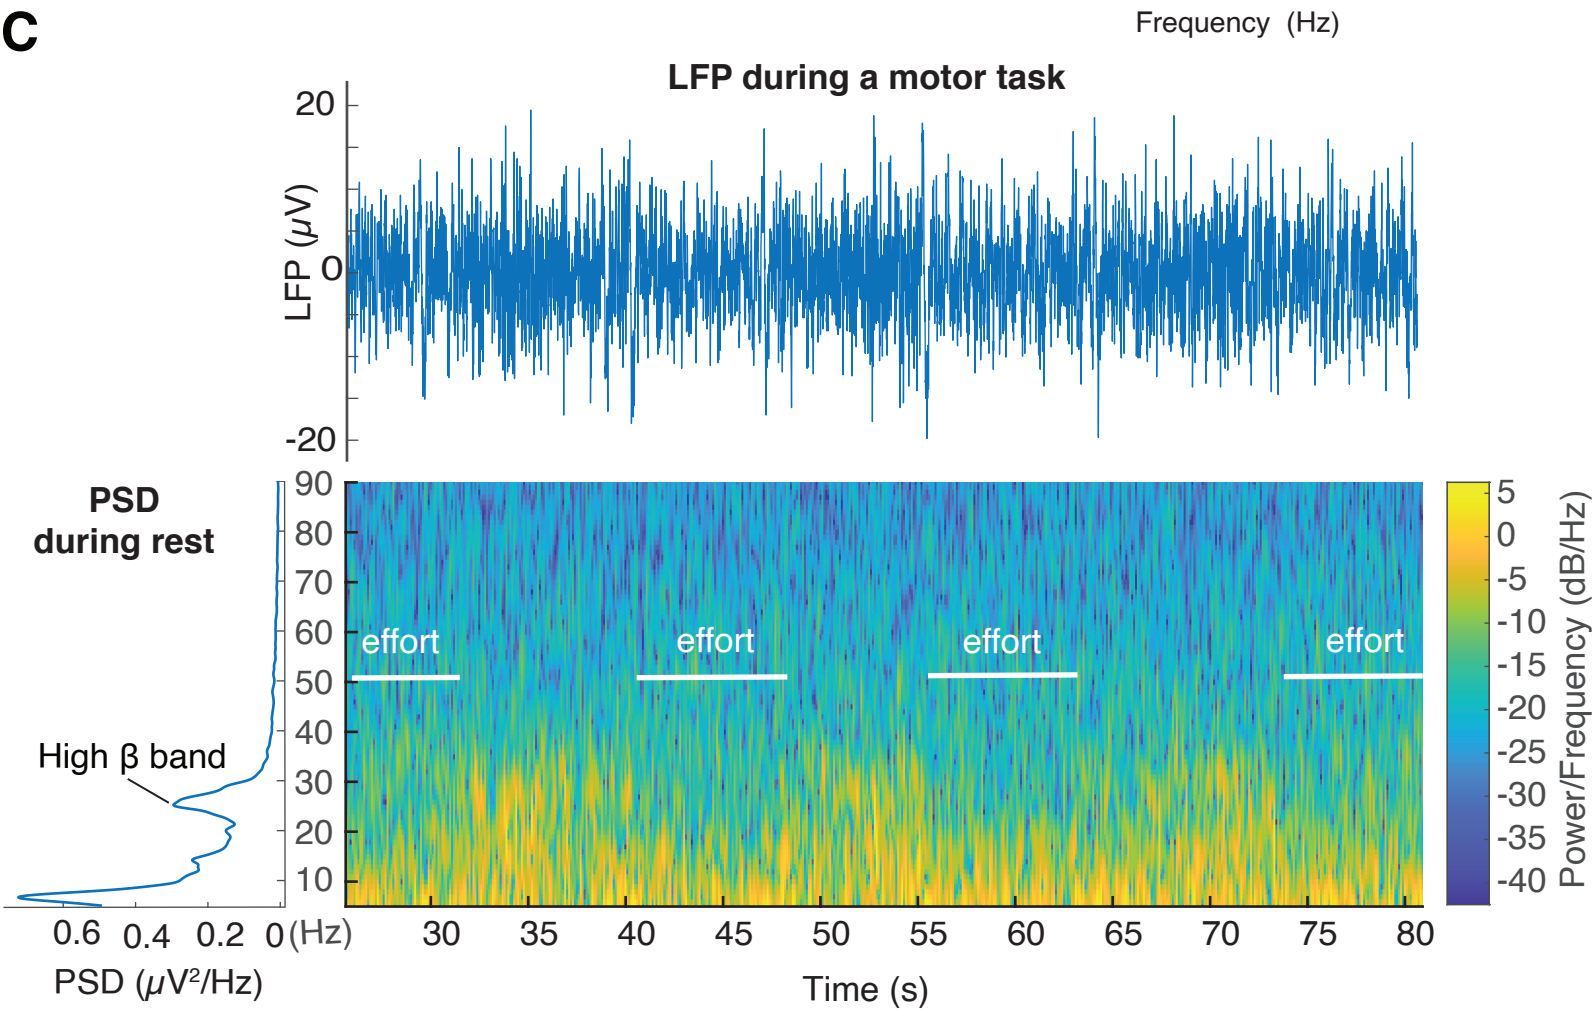 C
Frequency (Hz)
LFP during a motor task
20
0
-20
LFP (μV)
PSD
during rest
High β band
90
80
70
60
50
40
30
20
10
effort
effort
effort
effort
5
0
-5
-10
-15
-20
-25
-30
-35
-40
Power/Frequency (dB/Hz)
0.6 0.4 0.2 0 (Hz)
30 35 40 45 50 55 60 65 70 75 80
PSD (μV²/Hz)
Time (s)